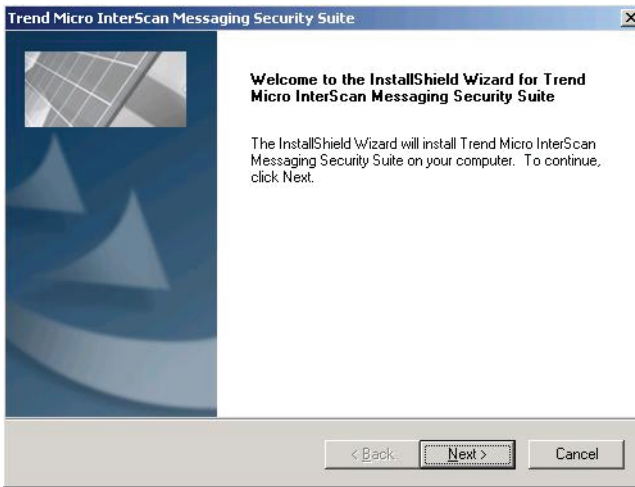 Trend Micro InterScan Messaging Security Suite
Welcome to the InstallShield Wizard for Trend
Micro InterScan Messaging Security Suite
The InstallShield Wizard will install Trend Micro InterScan
Messaging Security Suite on your computer. To continue,
click Next.
< Back
Next >
Cancel